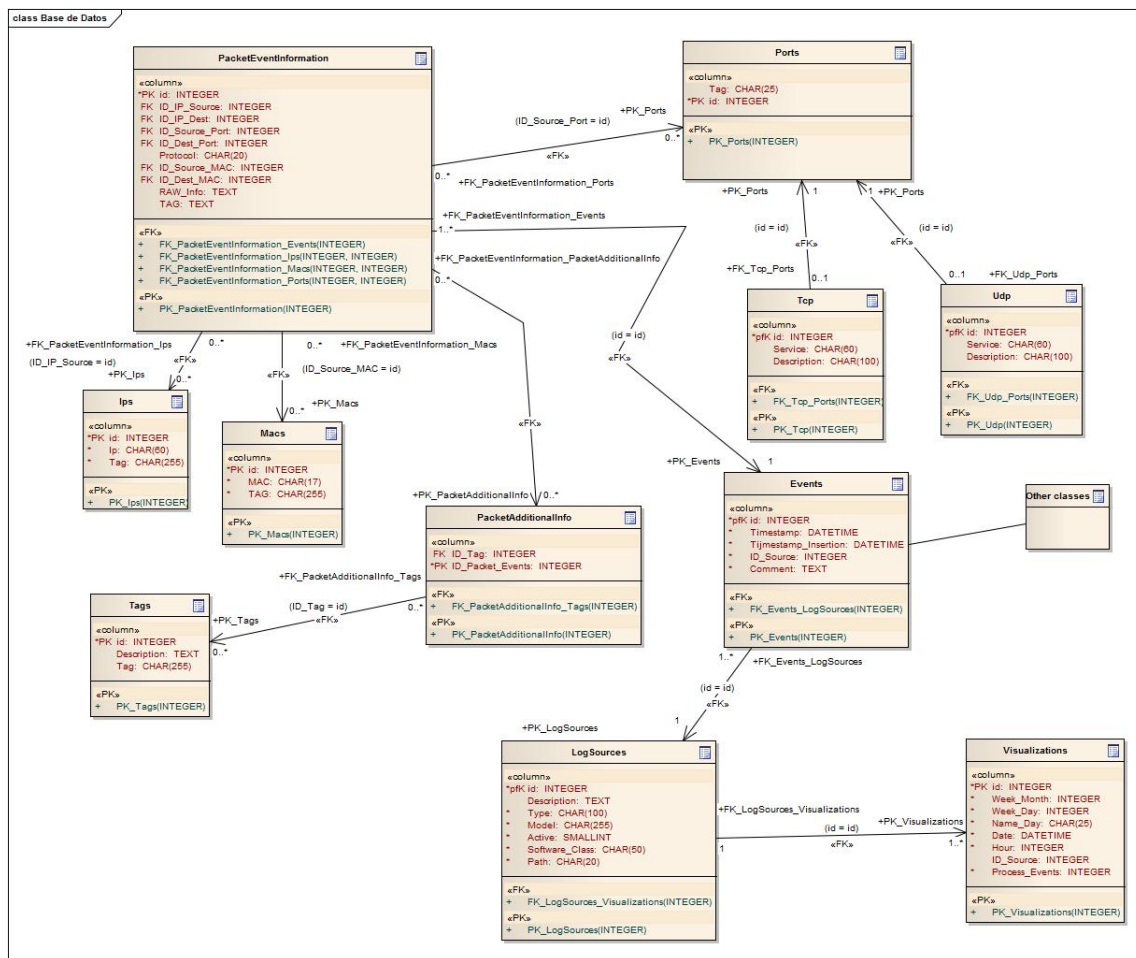 class Base de Datos
PacketEventInformation
«column»
*PK id: INTEGER
FK ID_IP_Source: INTEGER
FK ID_IP_Dest: INTEGER
FK ID_Source_Port: INTEGER
FK ID_Dest_Port: INTEGER
Protocol: CHAR(20)
FK ID_Source_MAC: INTEGER
FK ID_Dest_MAC: INTEGER
RAW_Info: TEXT
TAG: TEXT
«FK»
+ FK_PacketEventInformation_Events(INTEGER)
+ FK_PacketEventInformation_Ips(INTEGER, INTEGER)
+ FK_PacketEventInformation_Macs(INTEGER, INTEGER)
+ FK_PacketEventInformation_Ports(INTEGER, INTEGER)
«PK»
+ PK_PacketEventInformation(INTEGER)
Ports
«column»
Tag: CHAR(25)
*PK id: INTEGER
«PK»
+ PK_Ports(INTEGER)
+PK_Ports
(ID_Source_Port = id)
0..*
«FK»
0..*
+FK_PacketEventInformation_Ports
+FK_PacketEventInformation_Events
1..*
+FK_PacketEventInformation_PacketAdditionalInfo
0..*
+PK_Ports
1
(id = id)
«FK»
+FK_Tcp_Ports
0..1
+PK_Ports
1
(id = id)
«FK»
0..1
+FK_Udp_Ports
Tcp
«column»
*pfK id: INTEGER
Service: CHAR(60)
Description: CHAR(100)
«FK»
+ FK_Tcp_Ports(INTEGER)
«PK»
+ PK_Tcp(INTEGER)
Udp
«column»
*pfK id: INTEGER
Service: CHAR(60)
Description: CHAR(100)
«FK»
+ FK_Udp_Ports(INTEGER)
«PK»
+ PK_Udp(INTEGER)
(id = id)
«FK»
+FK_PacketEventInformation_Ips
0..*
(ID_IP_Source = id)
«FK»
+PK_Ips
0..*
0..*
+FK_PacketEventInformation_Macs
«FK»
(ID_Source_MAC = id)
0..*
+PK_Macs
Ips
«column»
*PK id: INTEGER
* Ip: CHAR(60)
* Tag: CHAR(255)
«PK»
+ PK_Ips(INTEGER)
Macs
«column»
*PK id: INTEGER
* MAC: CHAR(17)
* TAG: CHAR(255)
«PK»
+ PK_Macs(INTEGER)
«FK»
+PK_PacketAdditionalInfo
0..*
PacketAdditionalInfo
«column»
FK ID_Tag: INTEGER
*PK ID_Packet_Events: INTEGER
«FK»
+ FK_PacketAdditionalInfo_Tags(INTEGER)
«PK»
+ PK_PacketAdditionalInfo(INTEGER)
+PK_Events
1
Events
«column»
*pfK id: INTEGER
* Timestamp: DATETIME
* Tijmestamp_Insertion: DATETIME
* ID_Source: INTEGER
* Comment: TEXT
«FK»
+ FK_Events_LogSources(INTEGER)
«PK»
+ PK_Events(INTEGER)
Other classes
+FK_PacketAdditionalInfo_Tags
0..*
(ID_Tag = id)
«FK»
+PK_Tags
0..*
Tags
«column»
*PK id: INTEGER
Description: TEXT
Tag: CHAR(255)
«PK»
+ PK_Tags(INTEGER)
1..*
+FK_Events_LogSources
(id = id)
«FK»
+PK_LogSources
1
LogSources
«column»
*pfK id: INTEGER
Description: TEXT
* Type: CHAR(100)
* Model: CHAR(255)
* Active: SMALLINT
* Software_Class: CHAR(50)
* Path: CHAR(20)
«FK»
+ FK_LogSources_Visualizations(INTEGER)
«PK»
+ PK_LogSources(INTEGER)
+FK_LogSources_Visualizations
1
(id = id)
«FK»
+PK_Visualizations
1..*
Visualizations
«column»
*PK id: INTEGER
* Week_Month: INTEGER
* Week_Day: INTEGER
* Name_Day: CHAR(25)
* Date: DATETIME
* Hour: INTEGER
ID_Source: INTEGER
* Process_Events: INTEGER
«PK»
+ PK_Visualizations(INTEGER)